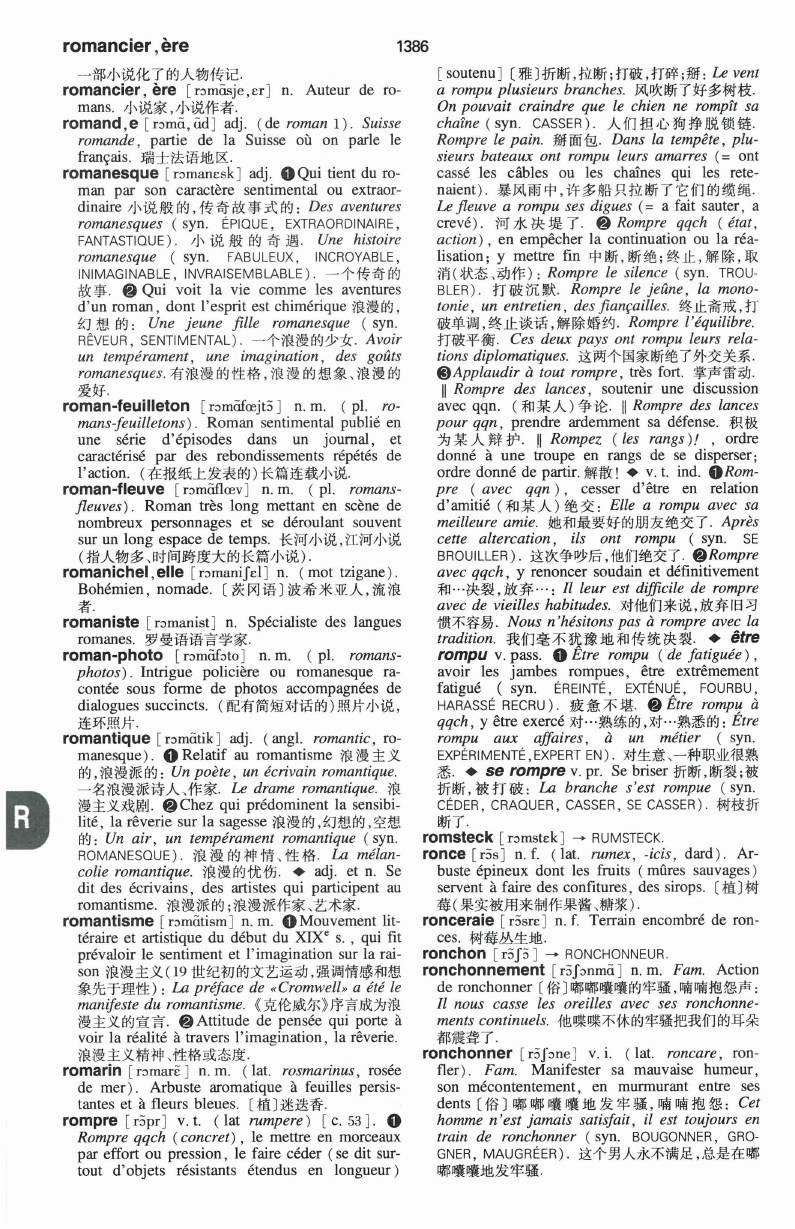 romancier,ère
1386
一部小说化了的人物传记.
romancier, ère [rɔmɑ̃sje,ɛr] n. Auteur de ro-
mans. 小说家,小说作者.
romand,e [rɔmɑ̃,ɑ̃d] adj. (de roman 1). Suisse
romande, partie de la Suisse où on parle le
français. 瑞士法语地区.
romanesque [rɔmanɛsk] adj. ❶Qui tient du ro-
man par son caractère sentimental ou extraor-
dinaire 小说般的,传奇故事式的: Des aventures
romanesques (syn. ÉPIQUE, EXTRAORDINAIRE,
FANTASTIQUE). 小说般的奇遇. Une histoire
romanesque (syn. FABULEUX, INCROYABLE,
INIMAGINABLE, INVRAISEMBLABLE). 一个传奇的
故事. ❷Qui voit la vie comme les aventures
d'un roman, dont l'esprit est chimérique 浪漫的,
幻想的: Une jeune fille romanesque (syn.
RÊVEUR, SENTIMENTAL). 一个浪漫的少女. Avoir
un tempérament, une imagination, des goûts
romanesques. 有浪漫的性格,浪漫的想象、浪漫的
爱好.
roman-feuilleton [rɔmɑ̃fœjtɔ̃] n.m. (pl. ro-
mans-feuilletons). Roman sentimental publié en
une série d'épisodes dans un journal, et
caractérisé par des rebondissements répétés de
l'action. (在报纸上发表的)长篇连载小说.
roman-fleuve [rɔmɑ̃flœv] n.m. (pl. romans-
fleuves). Roman très long mettant en scène de
nombreux personnages et se déroulant souvent
sur un long espace de temps. 长河小说,江河小说
(指人物多、时间跨度大的长篇小说).
romanichel,elle [rɔmaniʃɛl] n. (mot tzigane).
Bohémien, nomade. [茨冈语]波希米亚人,流浪
者.
romaniste [rɔmanist] n. Spécialiste des langues
romanes. 罗曼语语言学家.
roman-photo [rɔmɑ̃fɔto] n.m. (pl. romans-
photos). Intrigue policière ou romanesque ra-
contée sous forme de photos accompagnées de
dialogues succincts. (配有简短对话的)照片小说,
连环照片.
romantique [rɔmɑ̃tik] adj. (angl. romantic, ro-
manesque). ❶Relatif au romantisme 浪漫主义
的,浪漫派的: Un poète, un écrivain romantique.
一名浪漫派诗人、作家. Le drame romantique. 浪
漫主义戏剧. ❷Chez qui prédominent la sensibi-
lité, la rêverie sur la sagesse 浪漫的,幻想的,空想
的: Un air, un tempérament romantique (syn.
ROMANESQUE). 浪漫的神情、性格. La mélan-
colie romantique. 浪漫的忧伤. ◆ adj. et n. Se
dit des écrivains, des artistes qui participent au
romantisme. 浪漫派的;浪漫派作家、艺术家.
romantisme [rɔmɑ̃tism] n. m. ❶Mouvement lit-
téraire et artistique du début du XIXe s., qui fit
prévaloir le sentiment et l'imagination sur la rai-
son 浪漫主义(19世纪初的文艺运动,强调情感和想
象先于理性): La préface de «Cromwell» a été le
manifeste du romantisme. 《克伦威尔》序言成为浪
漫主义的宣言. ❷Attitude de pensée qui porte à
voir la réalité à travers l'imagination, la rêverie.
浪漫主义精神、性格或态度.
romarin [rɔmarɛ̃] n. m. (lat. rosmarinus, rosée
de mer). Arbuste aromatique à feuilles persis-
tantes et à fleurs bleues. [植]迷迭香.
rompre [rɔ̃pr] v.t. (lat rumpere) [c. 53]. ❶
Rompre qqch (concret), le mettre en morceaux
par effort ou pression, le faire céder (se dit sur-
tout d'objets résistants étendus en longueur)
R
[soutenu] [雅]折断,拉断;打破,打碎;掰: Le vent
a rompu plusieurs branches. 风吹断了好多树枝.
On pouvait craindre que le chien ne rompît sa
chaîne (syn. CASSER). 人们担心狗挣脱锁链.
Rompre le pain. 掰面包. Dans la tempête, plu-
sieurs bateaux ont rompu leurs amarres (= ont
cassé les câbles ou les chaînes qui les rete-
naient). 暴风雨中,许多船只拉断了它们的缆绳.
Le fleuve a rompu ses digues (= a fait sauter, a
crevé). 河水决堤了. ❷ Rompre qqch (état,
action), en empêcher la continuation ou la réa-
lisation; y mettre fin 中断,断绝;终止,解除,取
消(状态、动作): Rompre le silence (syn. TROU-
BLER). 打破沉默. Rompre le jeûne, la mono-
tonie, un entretien, des fiançailles. 终止斋戒,打
破单调,终止谈话,解除婚约. Rompre l'équilibre.
打破平衡. Ces deux pays ont rompu leurs rela-
tions diplomatiques. 这两个国家断绝了外交关系.
❸Applaudir à tout rompre, très fort. 掌声雷动.
‖ Rompre des lances, soutenir une discussion
avec qqn. (和某人)争论. ‖ Rompre des lances
pour qqn, prendre ardemment sa défense. 积极
为某人辩护. ‖ Rompez (les rangs)!, ordre
donné à une troupe en rangs de se disperser;
ordre donné de partir. 解散! ◆ v.t. ind. ❶Rom-
pre (avec qqn), cesser d'être en relation
d'amitié (和某人)绝交: Elle a rompu avec sa
meilleure amie. 她和最要好的朋友绝交了. Après
cette altercation, ils ont rompu (syn. SE
BROUILLER). 这次争吵后,他们绝交了. ❷Rompre
avec qqch, y renoncer soudain et définitivement
和…决裂,放弃…: Il leur est difficile de rompre
avec de vieilles habitudes. 对他们来说,放弃旧习
惯不容易. Nous n'hésitons pas à rompre avec la
tradition. 我们毫不犹豫地和传统决裂. ◆ être
rompu v. pass. ❶ Être rompu (de fatiguée),
avoir les jambes rompues, être extrêmement
fatigué (syn. ÉREINTÉ, EXTÉNUÉ, FOURBU,
HARASSÉ RECRU). 疲惫不堪. ❷ Être rompu à
qqch, y être exercé 对…熟练的,对…熟悉的: Être
rompu aux affaires, à un métier (syn.
EXPÉRIMENTÉ,EXPERT EN). 对生意、一种职业很熟
悉. ◆ se rompre v. pr. Se briser 折断,断裂;被
折断,被打破: La branche s'est rompue (syn.
CÉDER, CRAQUER, CASSER, SE CASSER). 树枝折
断了.
romsteck [rɔmstɛk] → RUMSTECK.
ronce [rɔ̃s] n.f. (lat. rumex, -icis, dard). Ar-
buste épineux dont les fruits (mûres sauvages)
servent à faire des confitures, des sirops. [植]树
莓(果实被用来制作果酱、糖浆).
ronceraie [rɔ̃srɛ] n.f. Terrain encombré de ron-
ces. 树莓丛生地.
ronchon [rɔ̃ʃɔ̃] → RONCHONNEUR.
ronchonnement [rɔ̃ʃɔnmɑ̃] n.m. Fam. Action
de ronchonner [俗]嘟嘟囔囔的牢骚,喃喃抱怨声:
Il nous casse les oreilles avec ses ronchonne-
ments continuels. 他喋喋不休的牢骚把我们的耳朵
都震聋了.
ronchonner [rɔ̃ʃɔne] v.i. (lat. roncare, ron-
fler). Fam. Manifester sa mauvaise humeur,
son mécontentement, en murmurant entre ses
dents [俗]嘟嘟囔囔地发牢骚,喃喃抱怨: Cet
homme n'est jamais satisfait, il est toujours en
train de ronchonner (syn. BOUGONNER, GRO-
GNER, MAUGRÉER). 这个男人永不满足,总是在嘟
嘟囔囔地发牢骚.